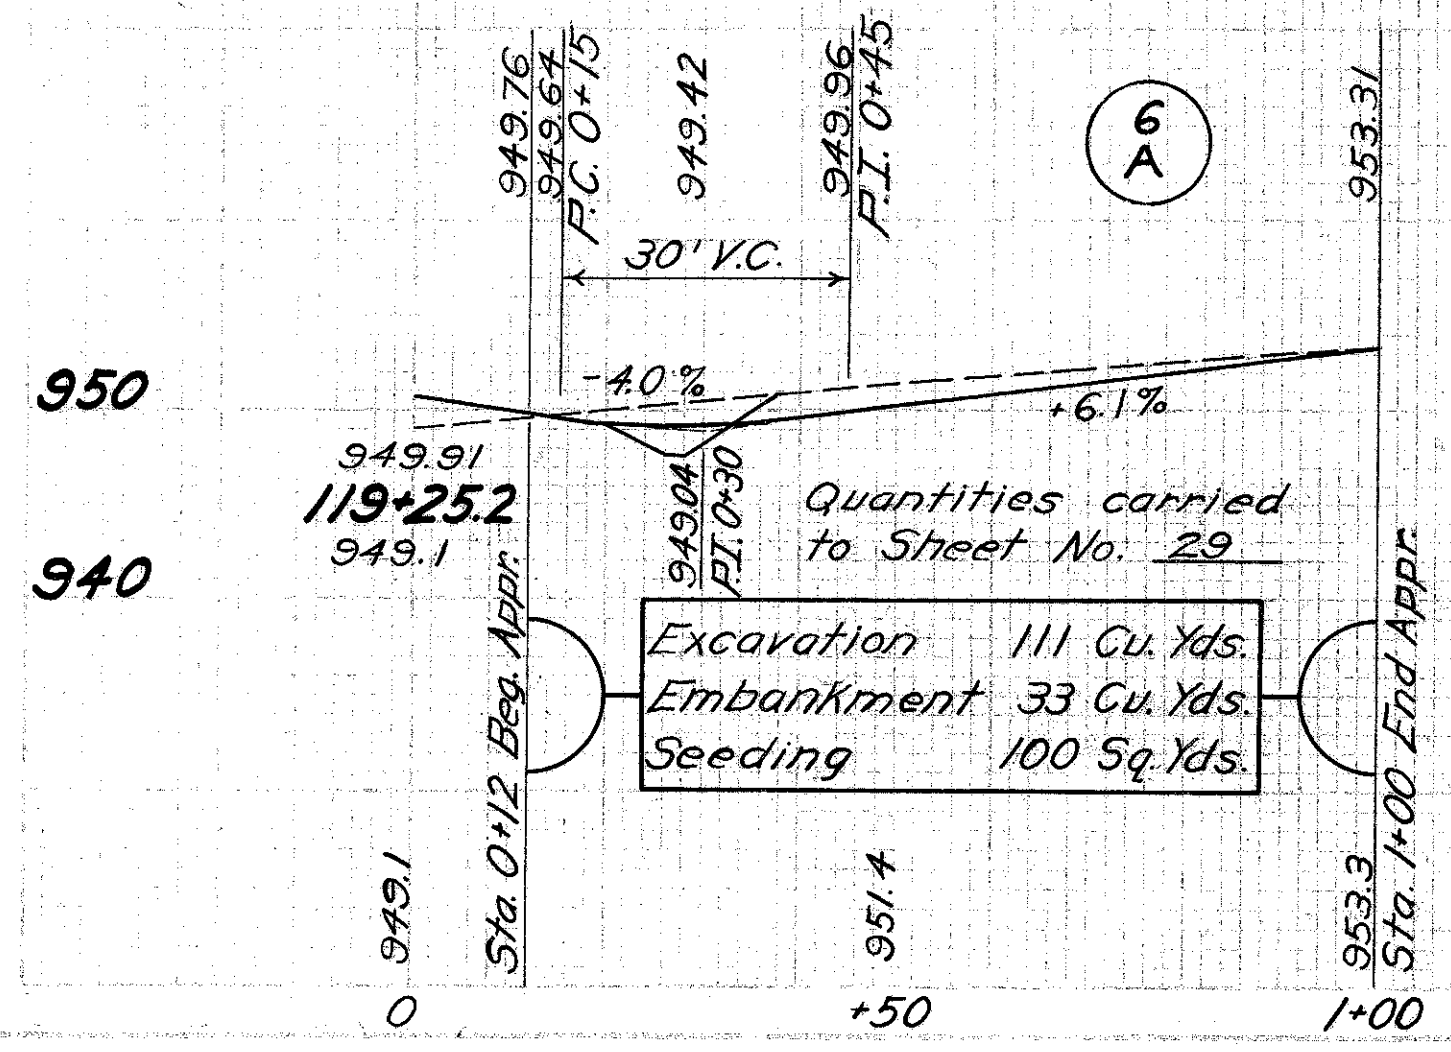 949.76
949.64
P.C. 0+15
949.42
949.96
P.I. 0+45
6
A
953.31
30' V.C.
950
-4.0 %
+6.1 %
949.91
119+25.2
949.1
949.04
P.I. 0+30
Quantities carried
to Sheet No. 29
940
Sta. 0+12 Beg. Appr.
Excavation 111 Cu. Yds.
Embankment 33 Cu. Yds.
Seeding 100 Sq. Yds.
Sta. 1+00 End Appr.
949.1
951.4
953.3
0
+50
1+00